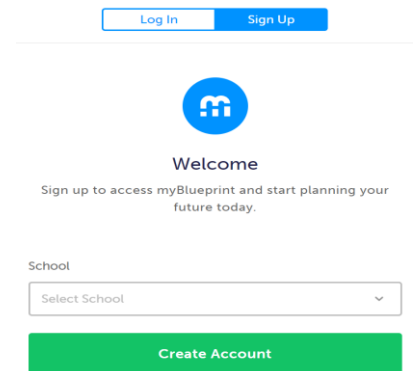 Log In Sign Up
m
Welcome
Sign up to access myBlueprint and start planning your
future today.
School
Select School
Create Account